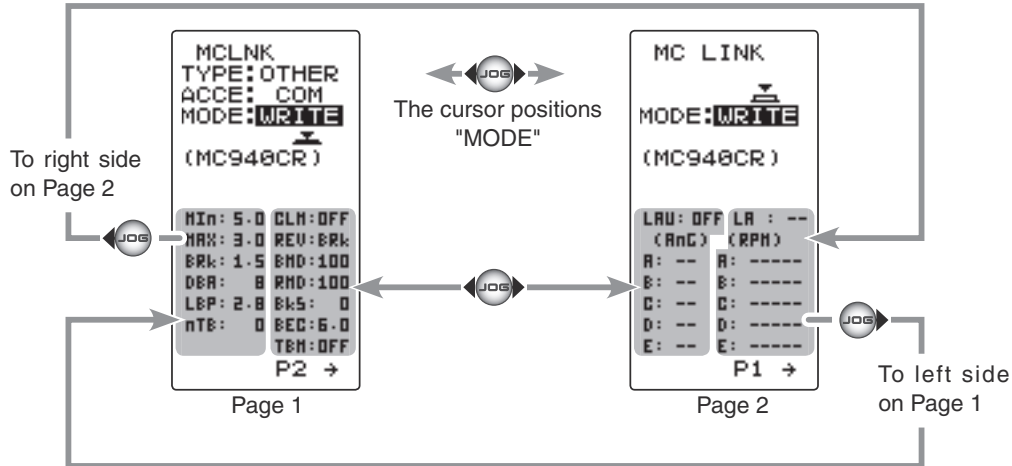 MCLNK
TYPE:OTHER
ACCE: COM
MODE:WRITE
(MC940CR)
MIn: 5.0 CLM:OFF
MAX: 3.0 REV:BRk
BRk: 1.5 BMD:100
DBA: 8 RMD:100
LBP: 2.8 BkS: 0
nTB: 0 BEC:6.0
TBM:OFF
P2 →
Page 1
JOG
The cursor positions
"MODE"
To right side
on Page 2
JOG
JOG
MC LINK
MODE:WRITE
(MC940CR)
LAU: OFF LA : --
(AnG) (RPM)
A: -- A: -----
B: -- B: -----
C: -- C: -----
D: -- D: -----
E: -- E: -----
P1 →
Page 2
JOG
To left side
on Page 1